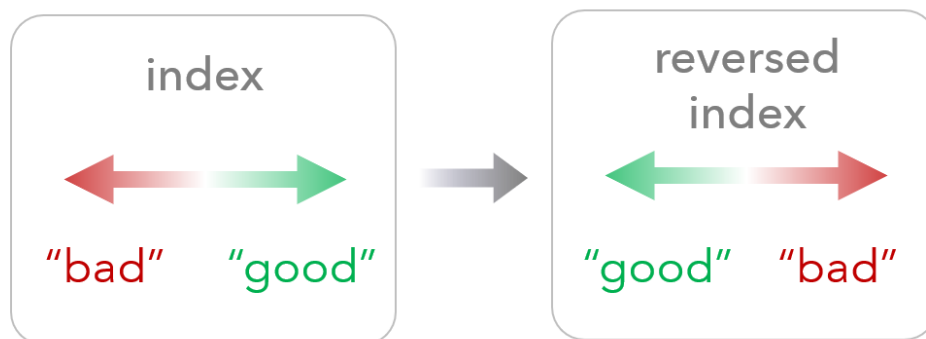 index
“bad” “good”
reversed
index
“good” “bad”